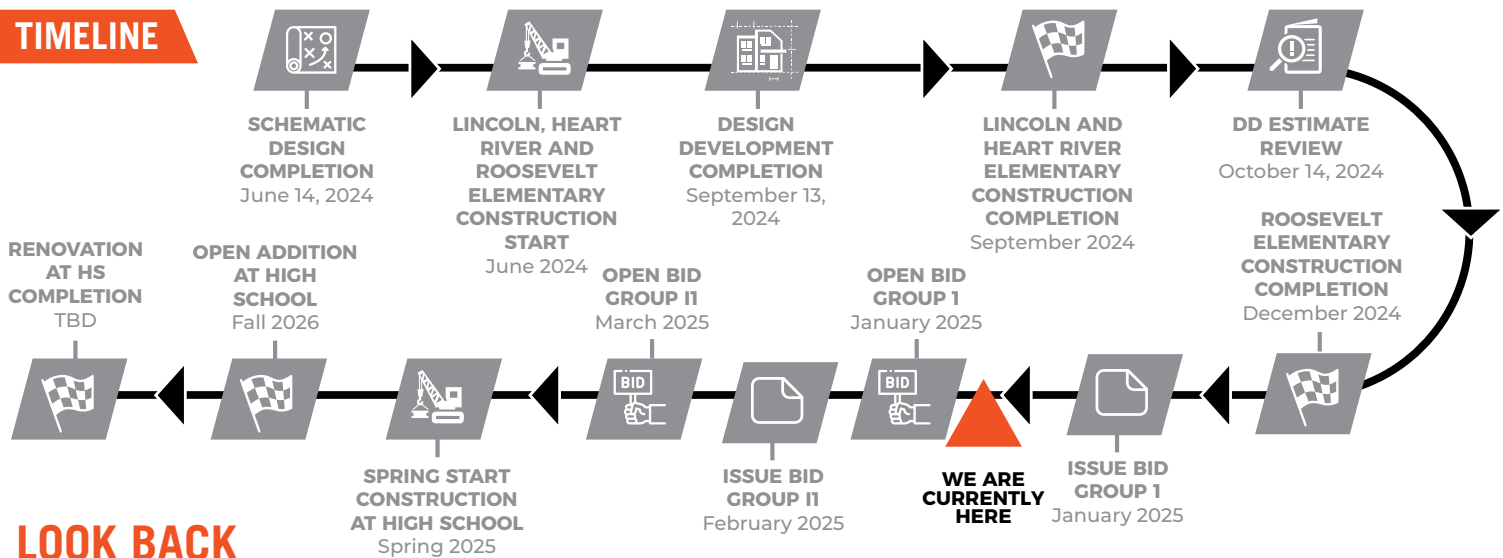 TIMELINE
SCHEMATIC
DESIGN
COMPLETION
June 14, 2024
LINCOLN, HEART
RIVER AND
ROOSEVELT
ELEMENTARY
CONSTRUCTION
START
June 2024
DESIGN
DEVELOPMENT
COMPLETION
September 13,
2024
LINCOLN AND
HEART RIVER
ELEMENTARY
CONSTRUCTION
COMPLETION
September 2024
DD ESTIMATE
REVIEW
October 14, 2024
ROOSEVELT
ELEMENTARY
CONSTRUCTION
COMPLETION
December 2024
ISSUE BID
GROUP 1
January 2025
WE ARE
CURRENTLY
HERE
OPEN BID
GROUP 1
January 2025
BID
ISSUE BID
GROUP I1
February 2025
OPEN BID
GROUP I1
March 2025
BID
SPRING START
CONSTRUCTION
AT HIGH SCHOOL
Spring 2025
OPEN ADDITION
AT HIGH
SCHOOL
Fall 2026
RENOVATION
AT HS
COMPLETION
TBD
LOOK BACK